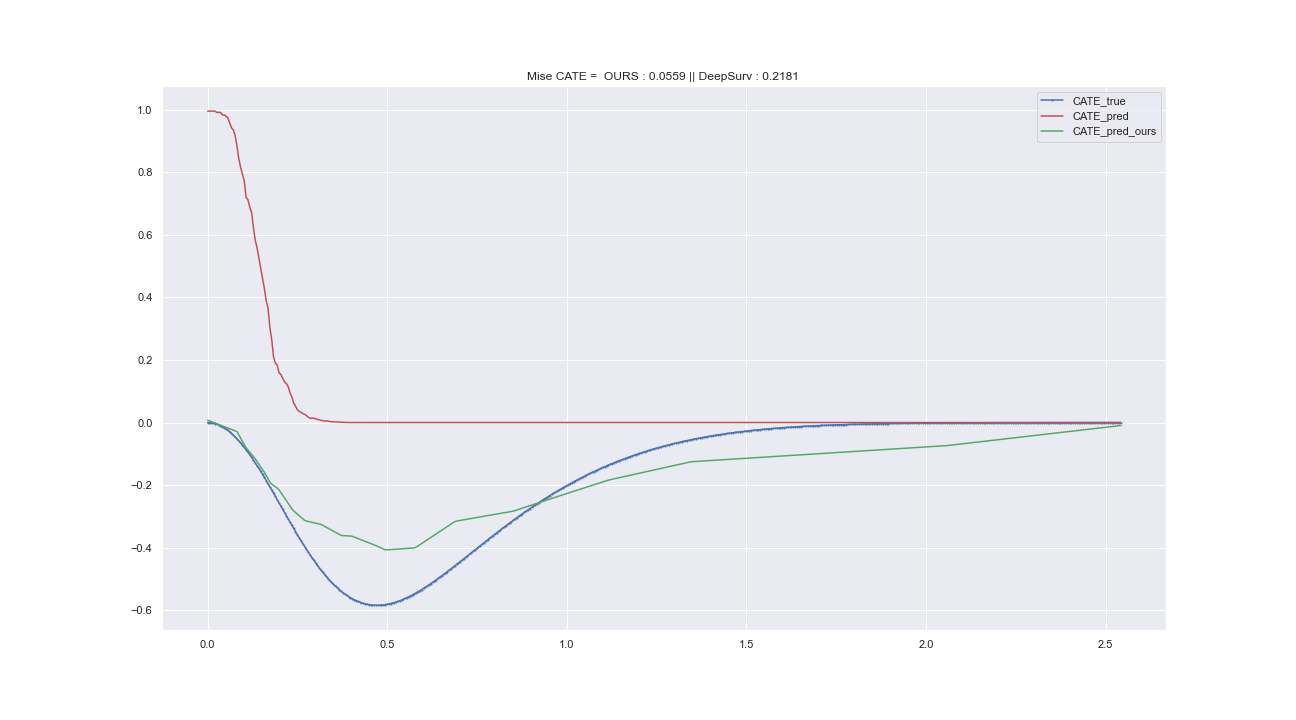 Mise CATE =  OURS : 0.0559 || DeepSurv : 0.2181
CATE_true
CATE_pred
CATE_pred_ours
1.0
0.8
0.6
0.4
0.2
0.0
−0.2
−0.4
−0.6
0.0 0.5 1.0 1.5 2.0 2.5